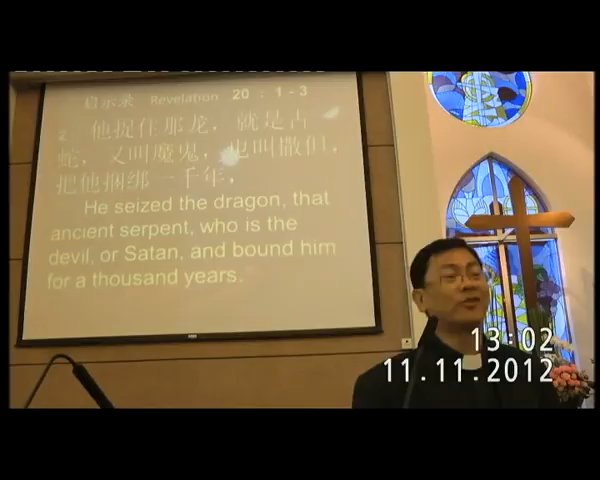 启示录 Revelation 20 : 1 - 3
2 他捉住那龙，就是古
蛇，又叫魔鬼，也叫撒但，
把他捆绑一千年，
He seized the dragon, that
ancient serpent, who is the
devil, or Satan, and bound him
for a thousand years.
13:02
11.11.2012